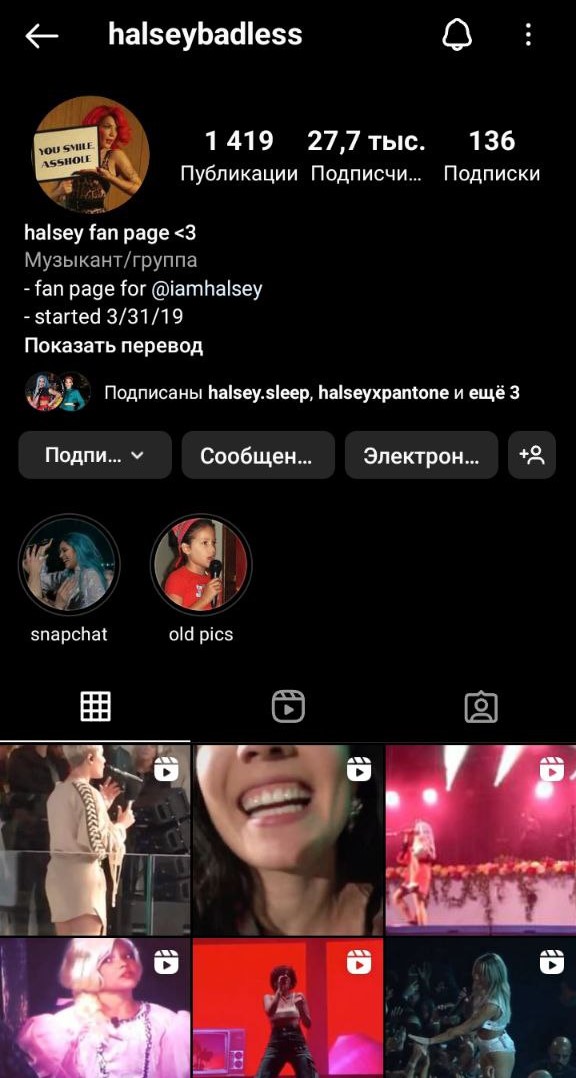 halseybadless
YOU SMILE,
ASSHOLE
1 419 27,7 тыс. 136
Публикации Подписчи... Подписки
halsey fan page <3
Музыкант/группа
- fan page for @iamhalsey
- started 3/31/19
Показать перевод
Подписаны halsey.sleep, halseyxpantone и ещё 3
Подпи... Сообщен... Электрон...
snapchat old pics